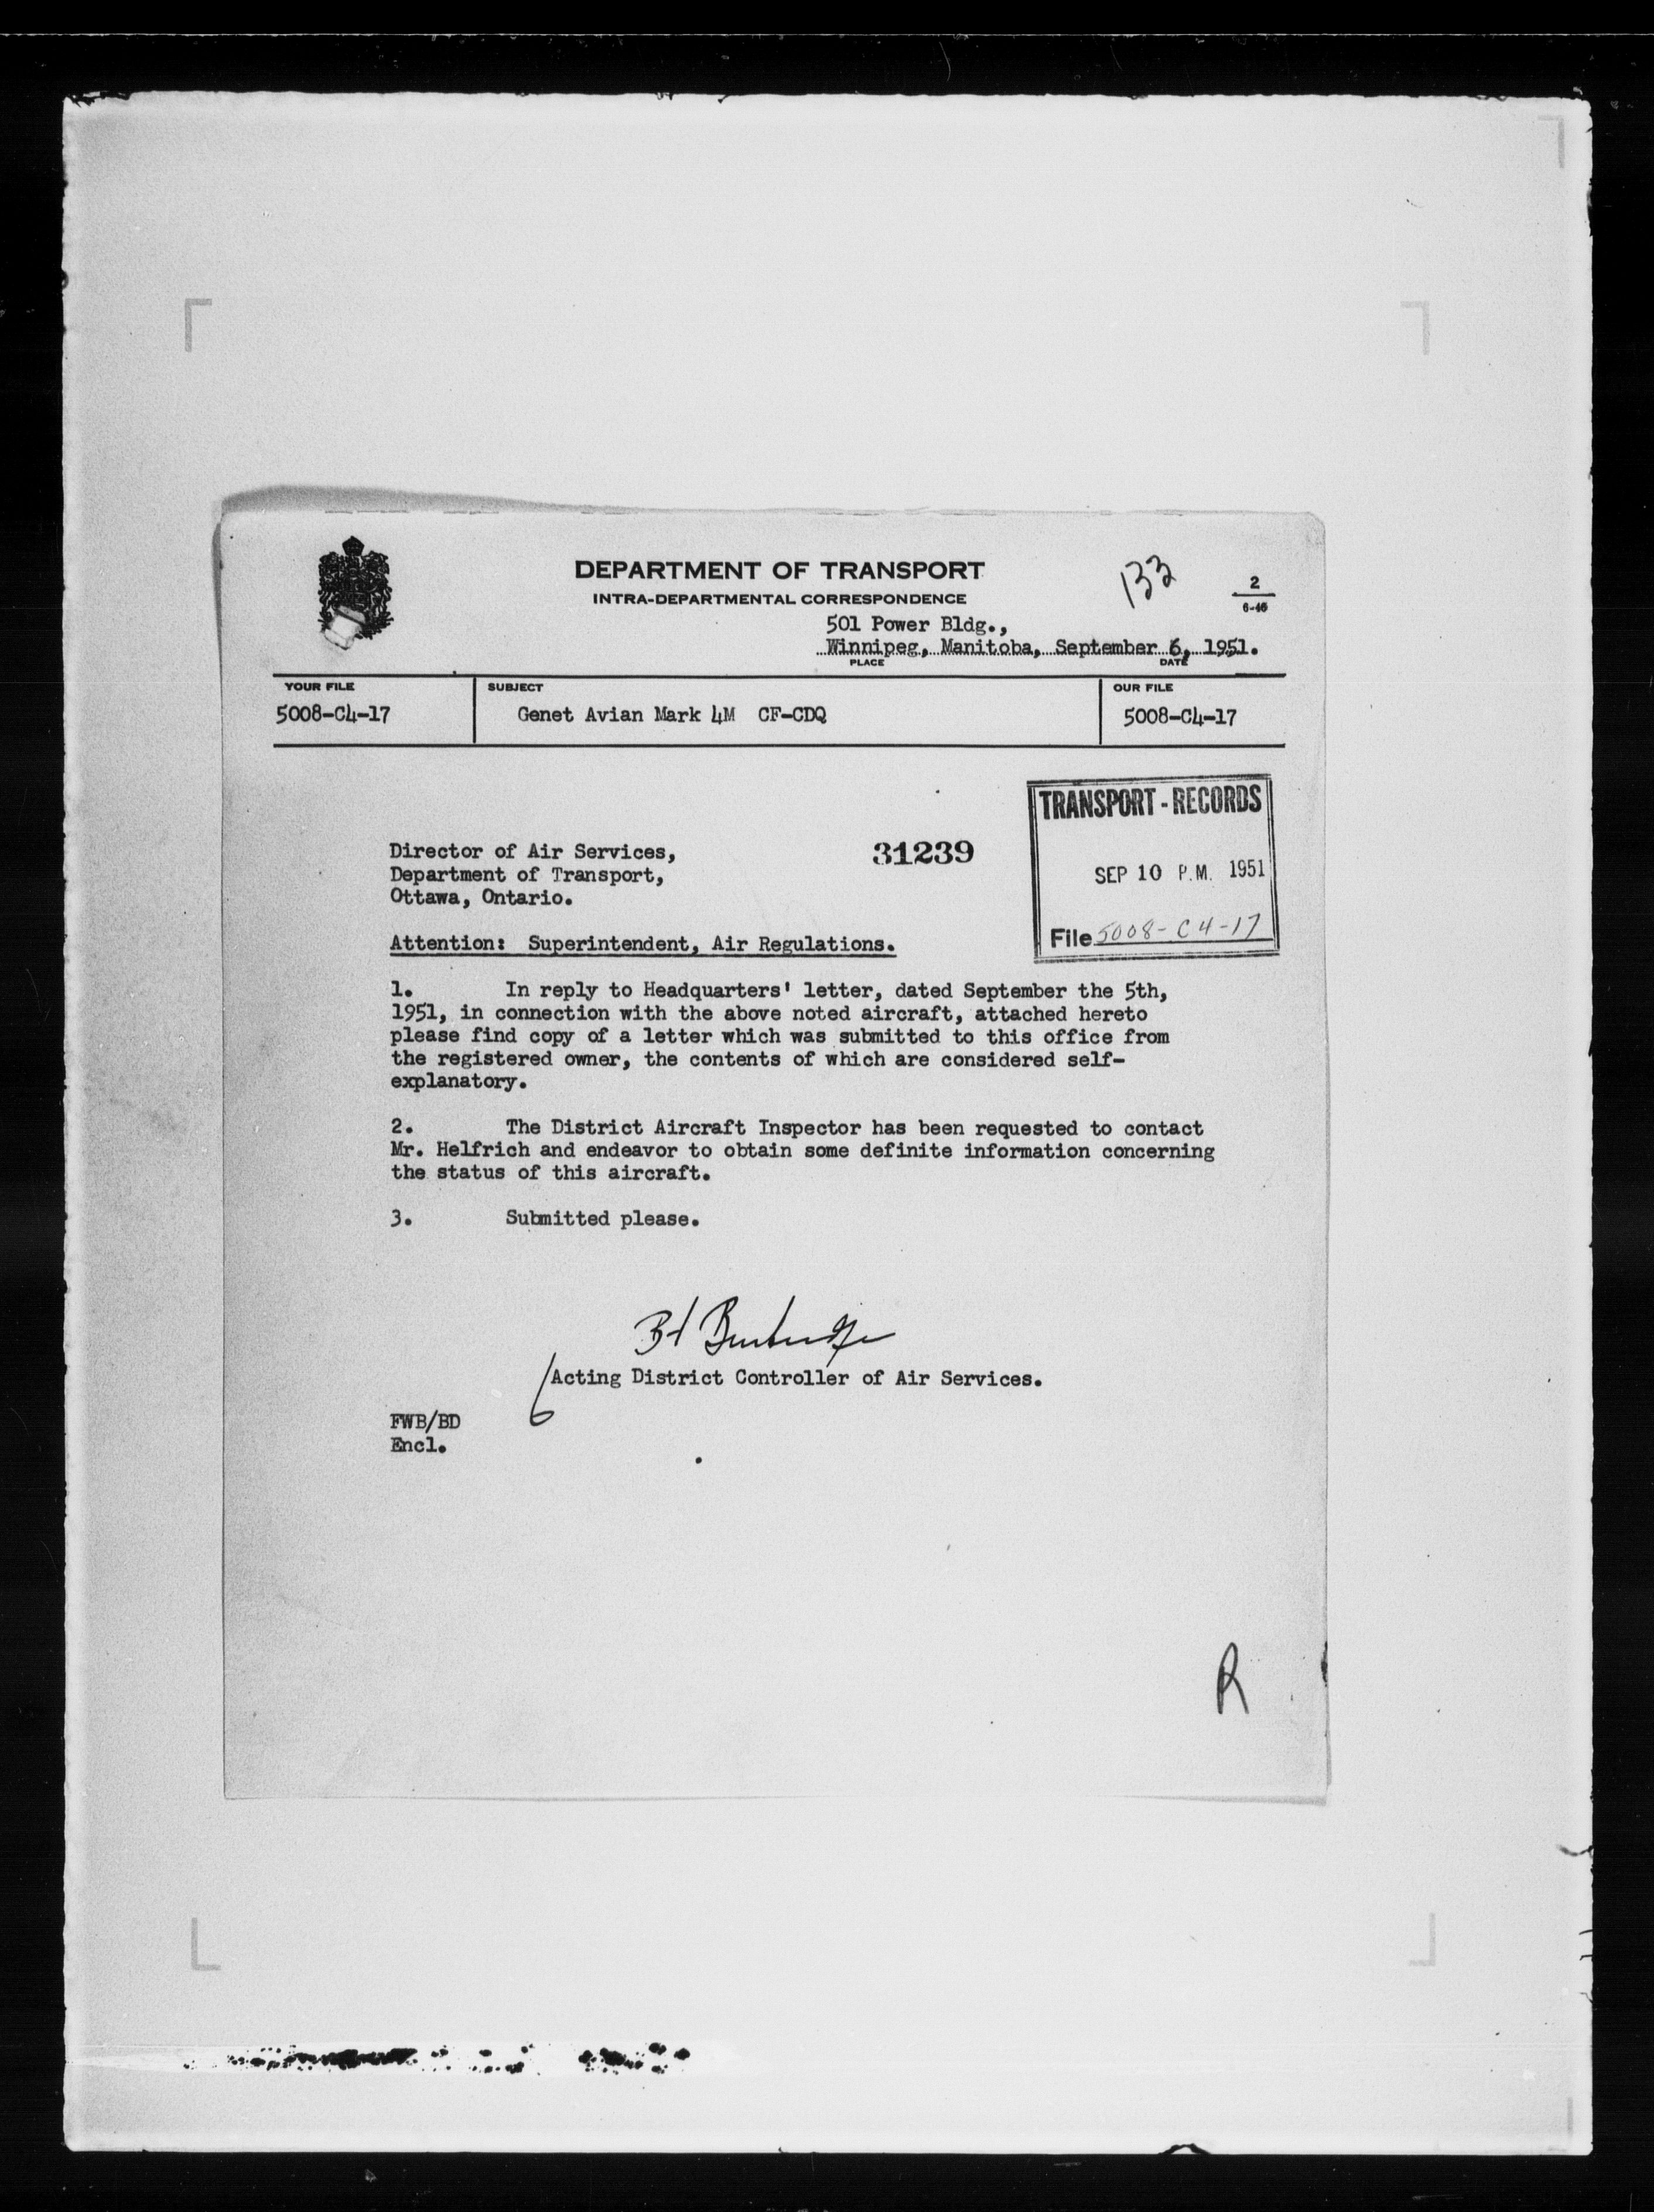 DEPARTMENT OF TRANSPORT
INTRA-DEPARTMENTAL CORRESPONDENCE
133
2
6-46
501 Power Bldg.,
Winnipeg, Manitoba, September 6, 1951.
PLACE DATE
YOUR FILE SUBJECT OUR FILE
5008-C4-17 Genet Avian Mark 4M CF-CDQ 5008-C4-17
TRANSPORT - RECORDS
SEP 10 P.M. 1951
File 5008-C4-17
31239
Director of Air Services,
Department of Transport,
Ottawa, Ontario.
Attention: Superintendent, Air Regulations.
1. In reply to Headquarters' letter, dated September the 5th,
1951, in connection with the above noted aircraft, attached hereto
please find copy of a letter which was submitted to this office from
the registered owner, the contents of which are considered self-
explanatory.
2. The District Aircraft Inspector has been requested to contact
Mr. Helfrich and endeavor to obtain some definite information concerning
the status of this aircraft.
3. Submitted please.
Acting District Controller of Air Services.
FWB/BD
Encl.
R